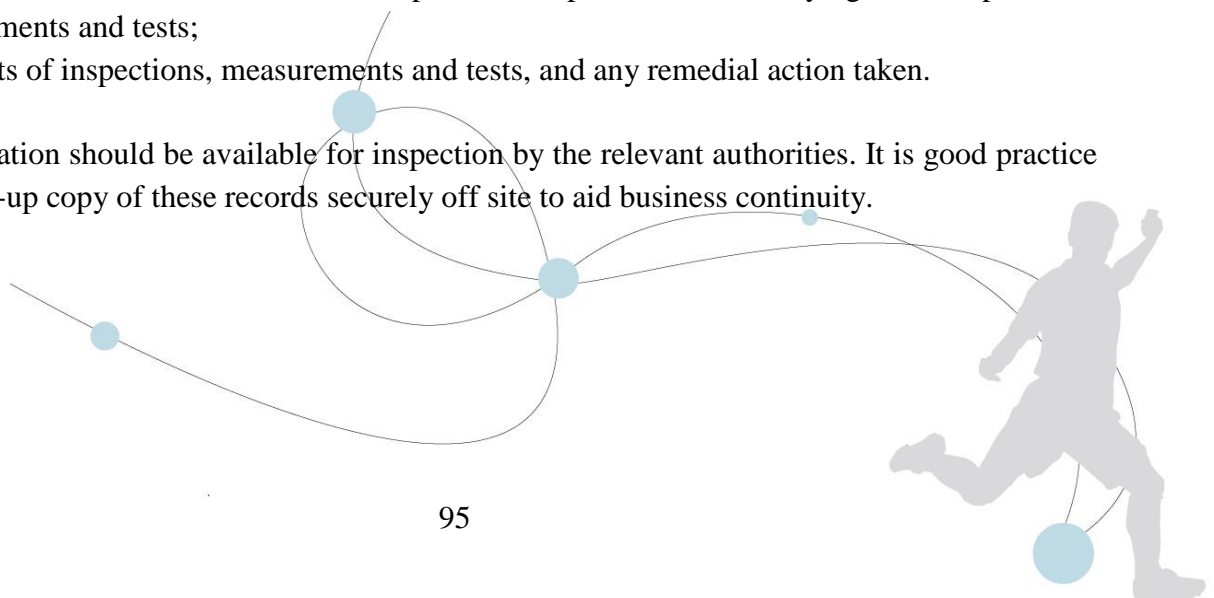 ments and tests;
ts of inspections, measurements and tests, and any remedial action taken.
ation should be available for inspection by the relevant authorities. It is good practice
-up copy of these records securely off site to aid business continuity.
95